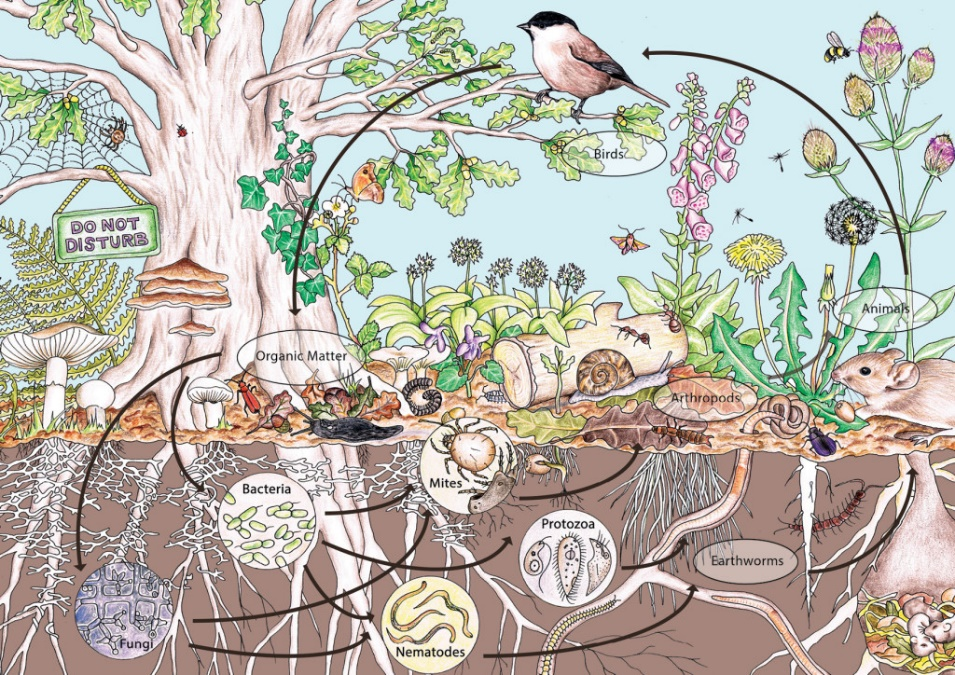 Birds
DO NOT
DISTURB
Animals
Organic Matter
Arthropods
Mites
Bacteria
Protozoa
Earthworms
Fungi
Nematodes